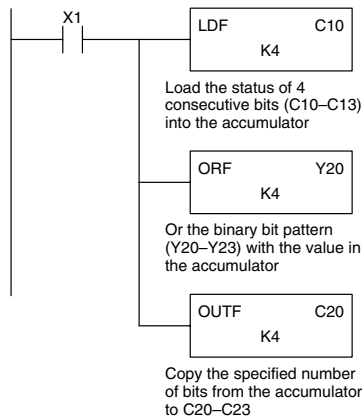 X1
LDF C10
K4
Load the status of 4
consecutive bits (C10–C13)
into the accumulator
ORF Y20
K4
Or the binary bit pattern
(Y20–Y23) with the value in
the accumulator
OUTF C20
K4
Copy the specified number
of bits from the accumulator
to C20–C23